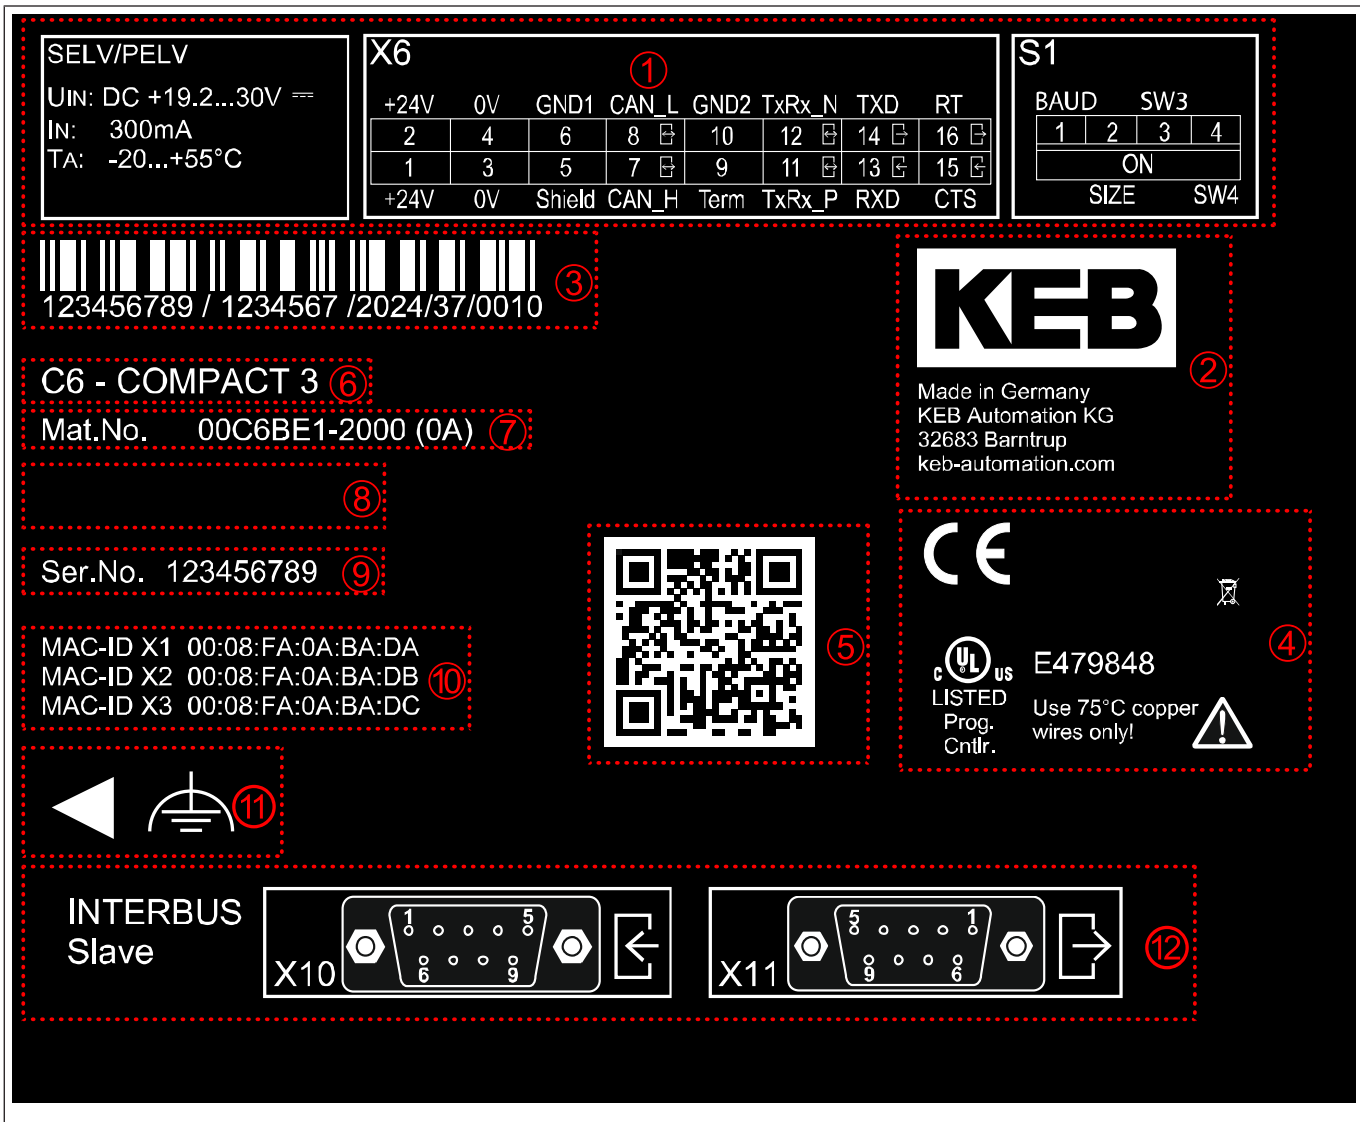 SELV/PELV
UIN: DC +19.2...30V
IN: 300mA
TA: -20...+55°C
X6
①
+24V 0V GND1 CAN_L GND2 TxRx_N TXD RT
2 4 6 8 10 12 14 16
1 3 5 7 9 11 13 15
+24V 0V Shield CAN_H Term TxRx_P RXD CTS
S1
BAUD SW3
1 2 3 4
ON
SIZE SW4
123456789 / 1234567 /2024/37/0010
③
KEB
Made in Germany
KEB Automation KG
32683 Barntrup
keb-automation.com
②
C6 - COMPACT 3 ⑥
Mat.No. 00C6BE1-2000 (0A) ⑦
⑧
Ser.No. 123456789 ⑨
MAC-ID X1 00:08:FA:0A:BA:DA
MAC-ID X2 00:08:FA:0A:BA:DB
MAC-ID X3 00:08:FA:0A:BA:DC
⑩
⑤
CE
C UL US E479848
LISTED
Prog.
Cntlr.
Use 75°C copper
wires only!
④
⑪
INTERBUS
Slave
X10
1 5
6 9
X11
5 1
9 6
⑫